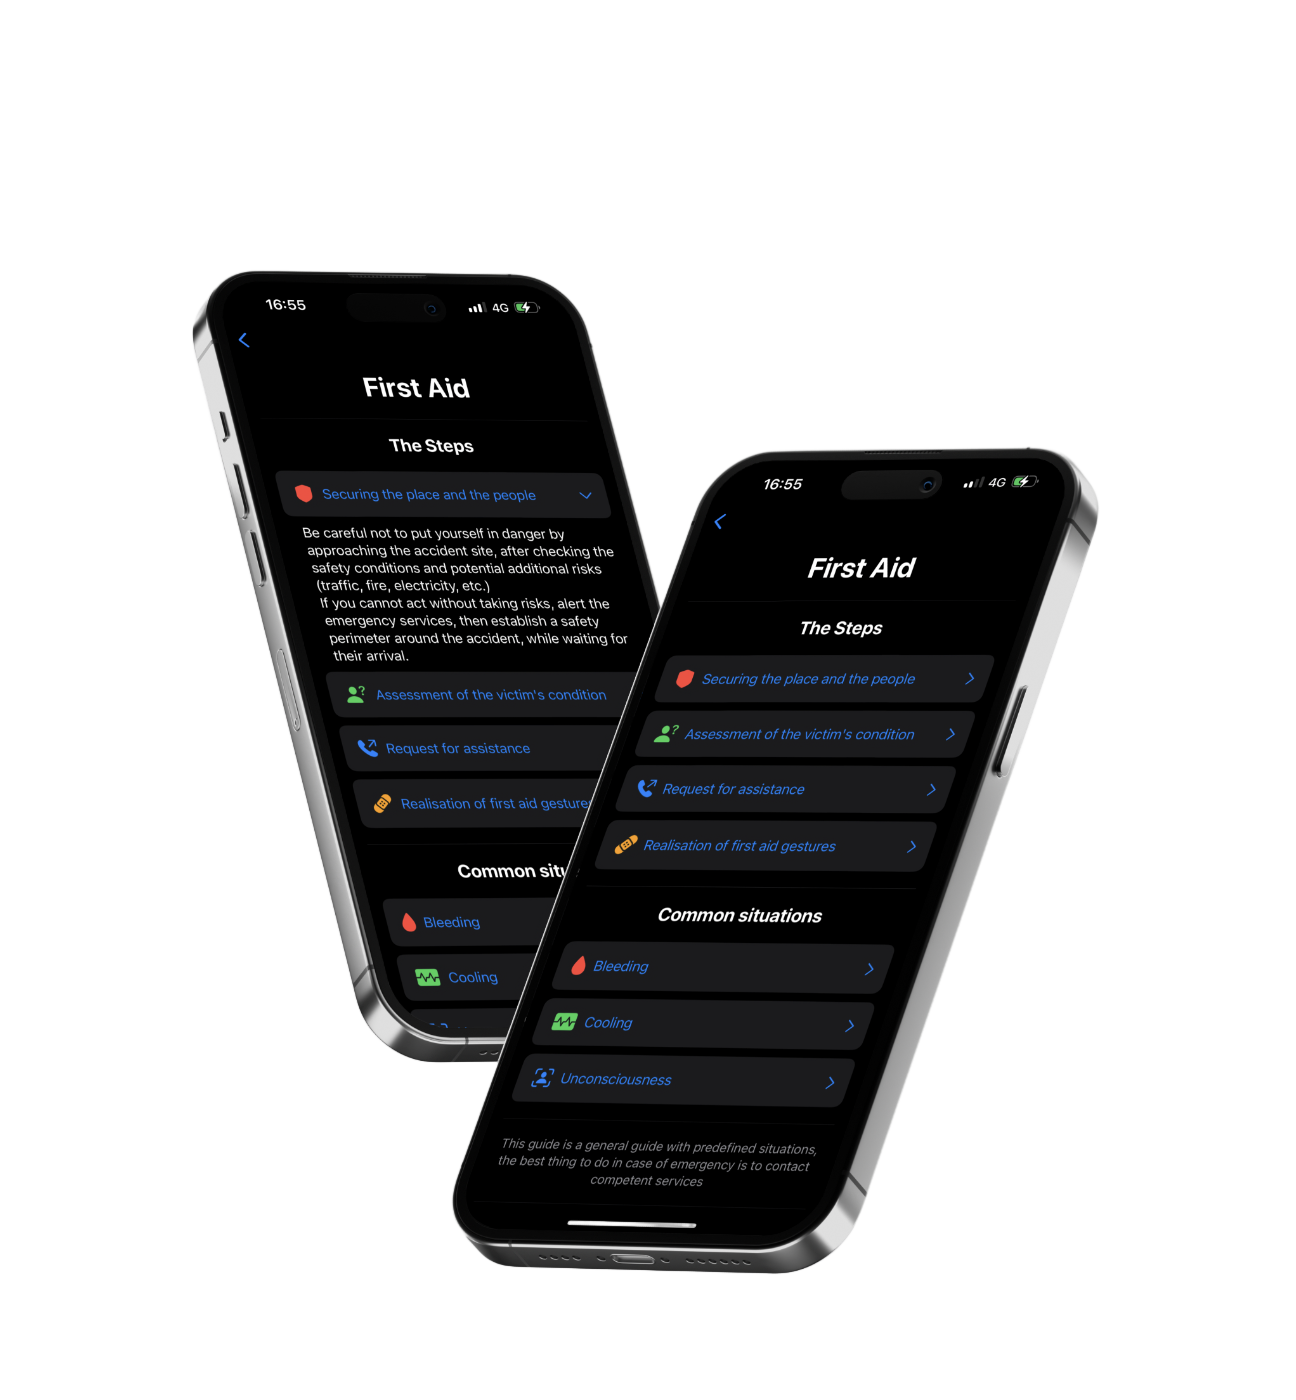 16:55
4G
First Aid
The Steps
Securing the place and the people
Be careful not to put yourself in danger by
approaching the accident site, after checking the
safety conditions and potential additional risks
(traffic, fire, electricity, etc.)
If you cannot act without taking risks, alert the
emergency services, then establish a safety
perimeter around the accident, while waiting for
their arrival.
Assessment of the victim's condition
Request for assistance
Realisation of first aid gestures
Common situ
Bleeding
Cooling
16:55
4G
First Aid
The Steps
Securing the place and the people
Assessment of the victim's condition
Request for assistance
Realisation of first aid gestures
Common situations
Bleeding
Cooling
Unconsciousness
This guide is a general guide with predefined situations,
the best thing to do in case of emergency is to contact
competent services